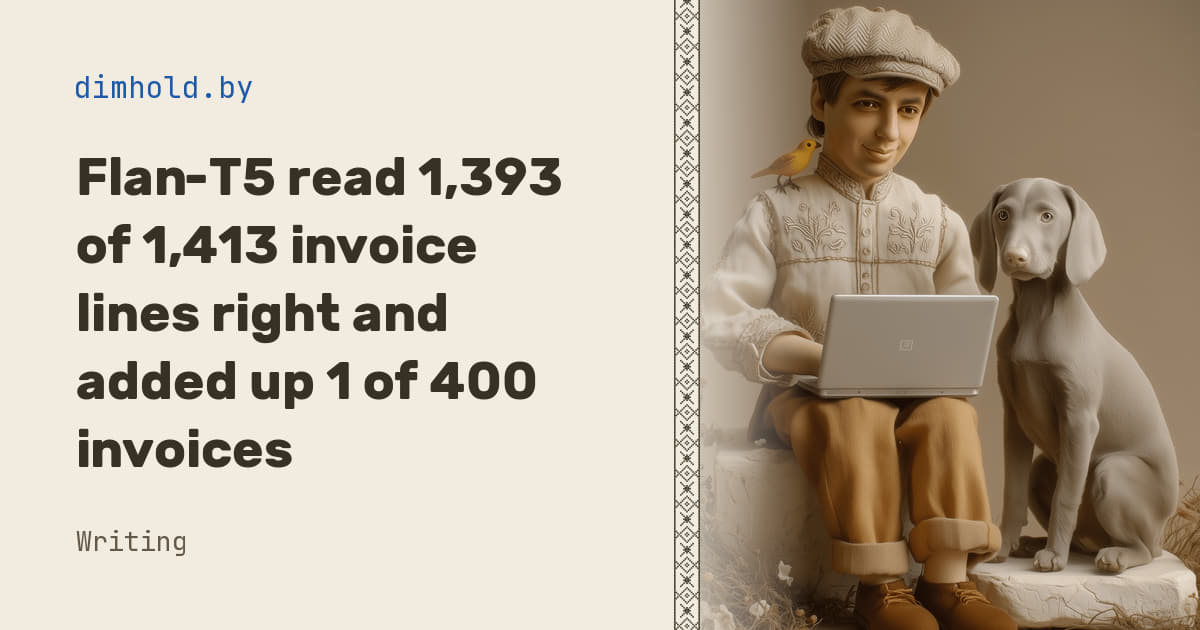 dimhold.by
Flan-T5 read 1,393
of 1,413 invoice
lines right and
added up 1 of 400
invoices
Writing